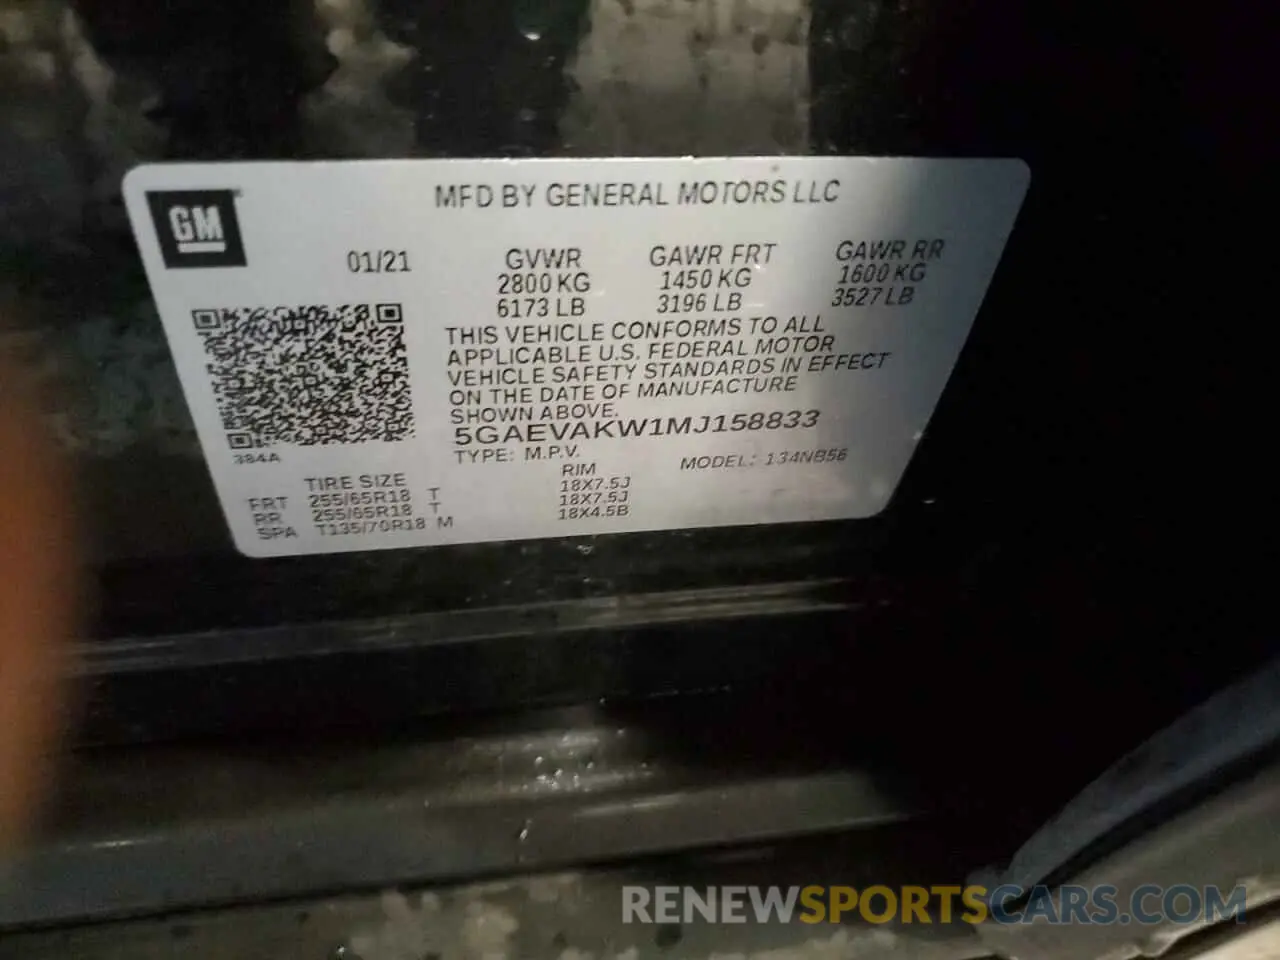 MFD BY GENERAL MOTORS LLC
GM
01/21 GVWR GAWR FRT GAWR RR
2800 KG 1450 KG 1600 KG
6173 LB 3196 LB 3527 LB
THIS VEHICLE CONFORMS TO ALL
APPLICABLE U.S. FEDERAL MOTOR
VEHICLE SAFETY STANDARDS IN EFFECT
ON THE DATE OF MANUFACTURE
SHOWN ABOVE.
5GAEVAKW1MJ158833
384A
TYPE: M.P.V. MODEL: 134NB56
TIRE SIZE RIM
FRT 255/65R18 T 18X7.5J
RR 255/65R18 T 18X7.5J
SPA T135/70R18 M 18X4.5B
RENEWSPORTSCARS.COM